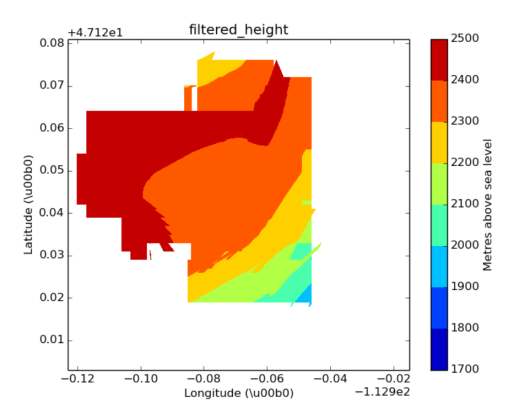 filtered_height
+4.712e1
0.08
0.07
0.06
0.05
0.04
0.03
0.02
0.01
Latitude (\u00b0)
−0.12 −0.10 −0.08 −0.06 −0.04 −0.02
−1.129e2
Longitude (\u00b0)
2500
2400
2300
2200
2100
2000
1900
1800
1700
Metres above sea level